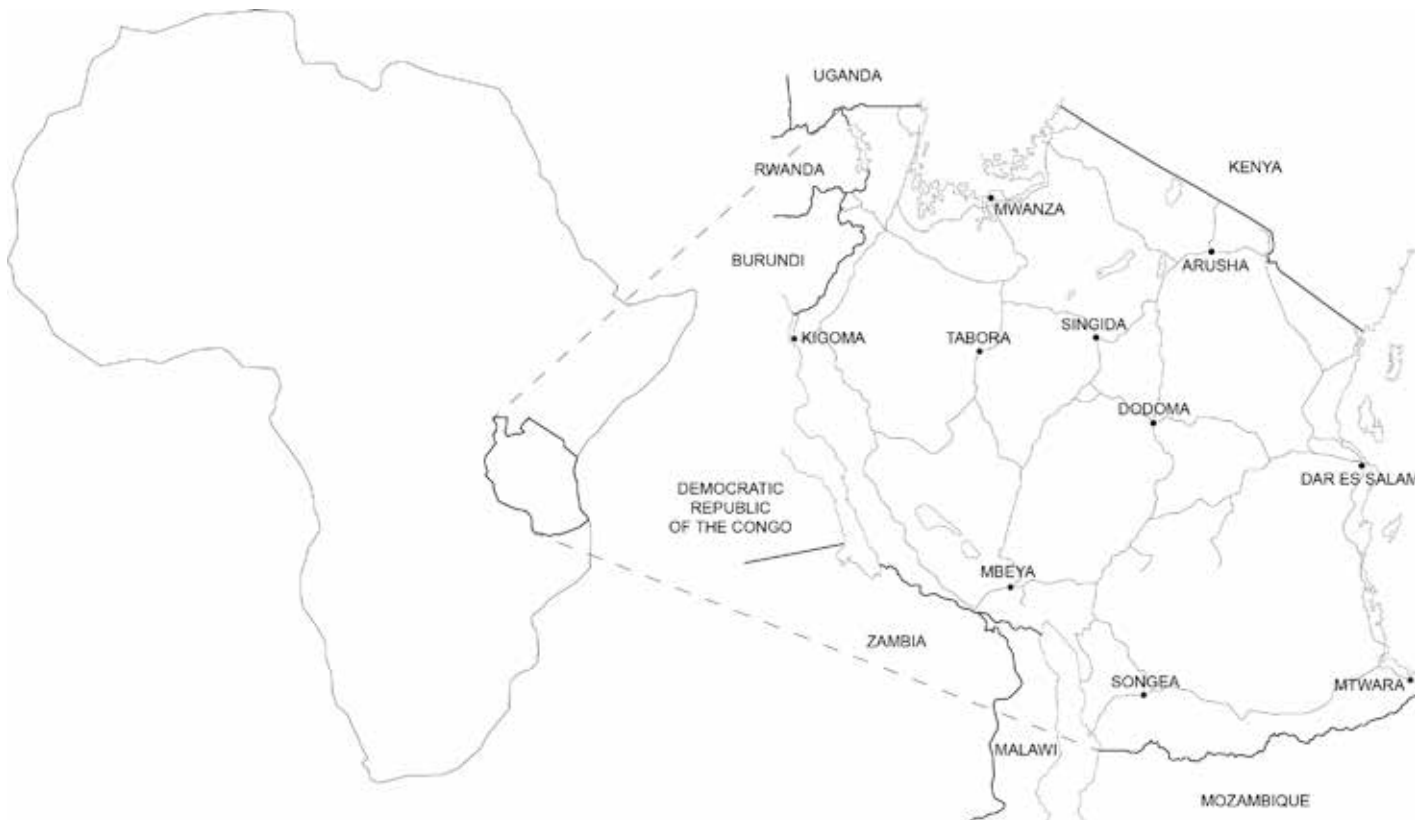 UGANDA
RWANDA
KENYA
MWANZA
BURUNDI
ARUSHA
KIGOMA
TABORA
SINGIDA
DODOMA
DAR ES SALAM
DEMOCRATIC
REPUBLIC
OF THE CONGO
MBEYA
ZAMBIA
SONGEA
MTWARA
MALAWI
MOZAMBIQUE